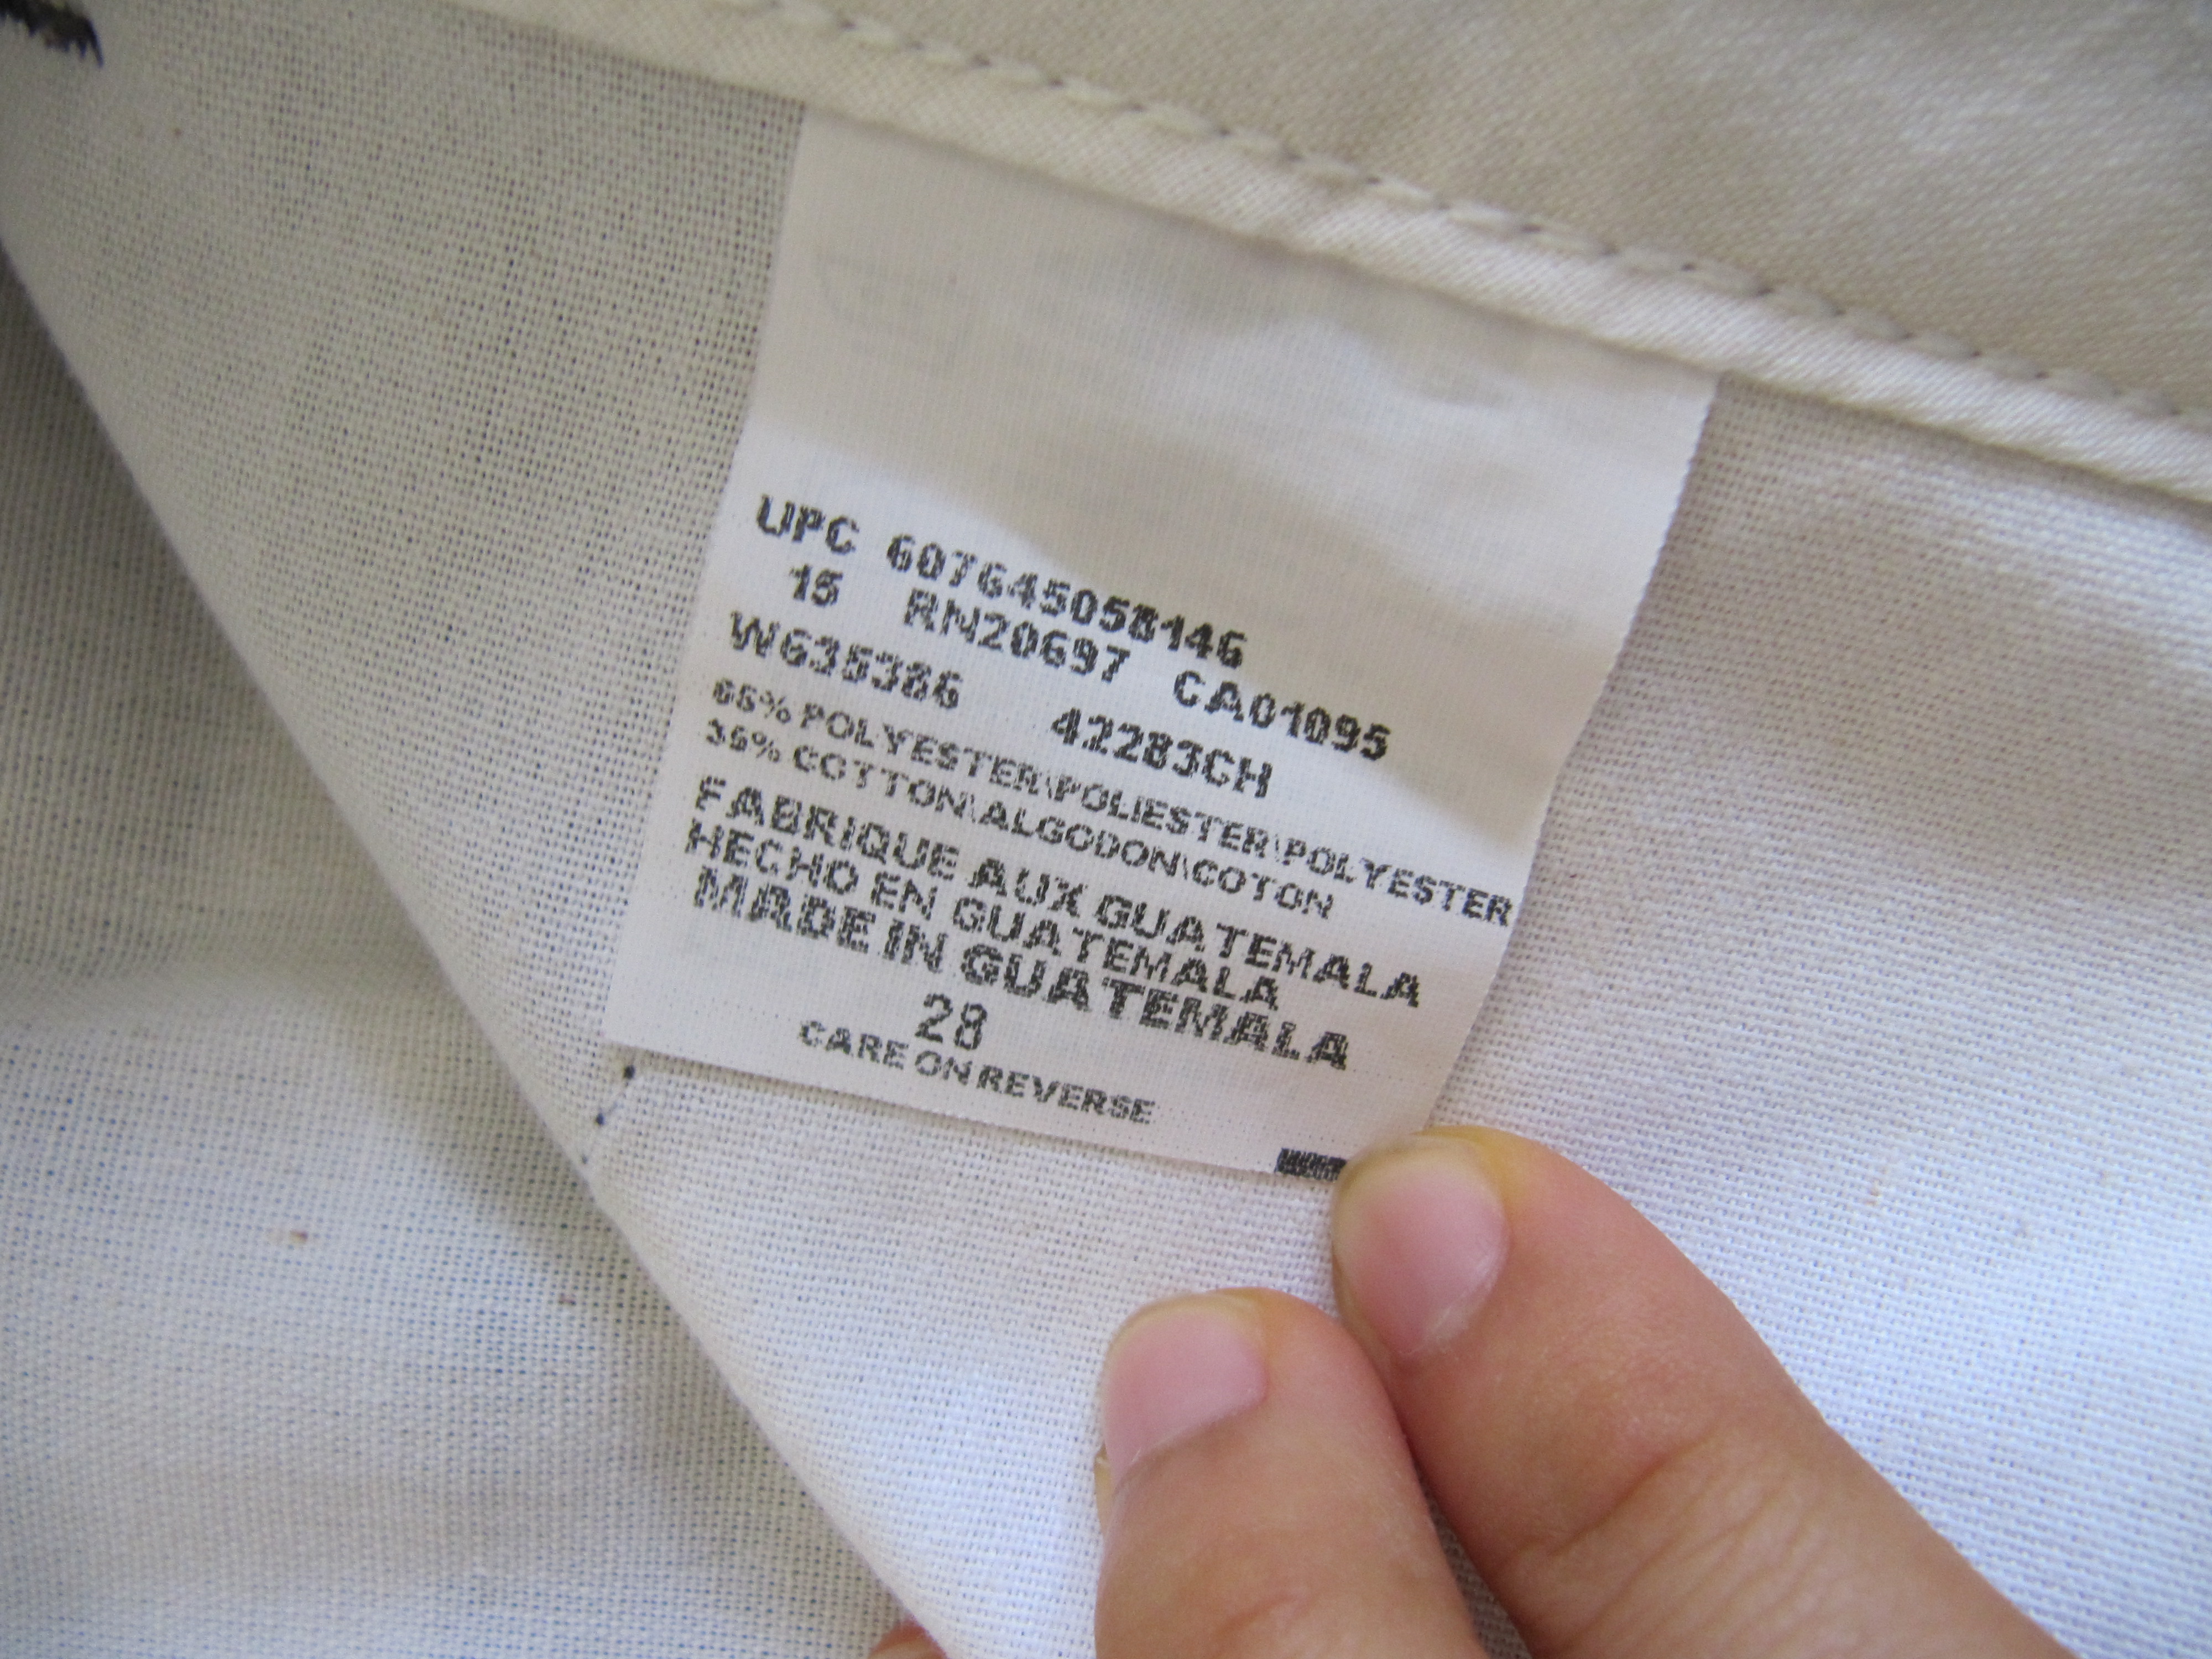 UPC 607645058146
15 RN20697 CA01095
W635386 42283CH
65% POLYESTER\POLIESTER\POLYESTER
35% COTTON\ALGODON\COTON
FABRIQUE AUX GUATEMALA
HECHO EN GUATEMALA
MADE IN GUATEMALA
28
CARE ON REVERSE